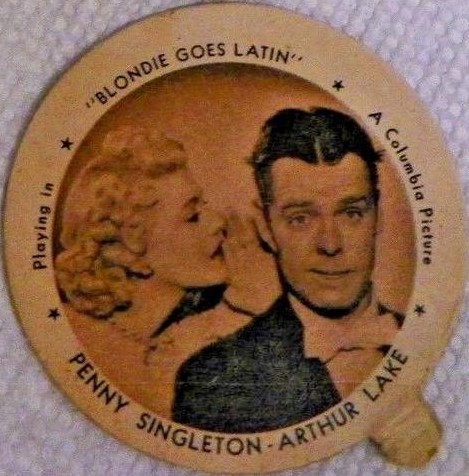 Playing in
"BLONDIE GOES LATIN"
A Columbia Picture
PENNY SINGLETON - ARTHUR LAKE